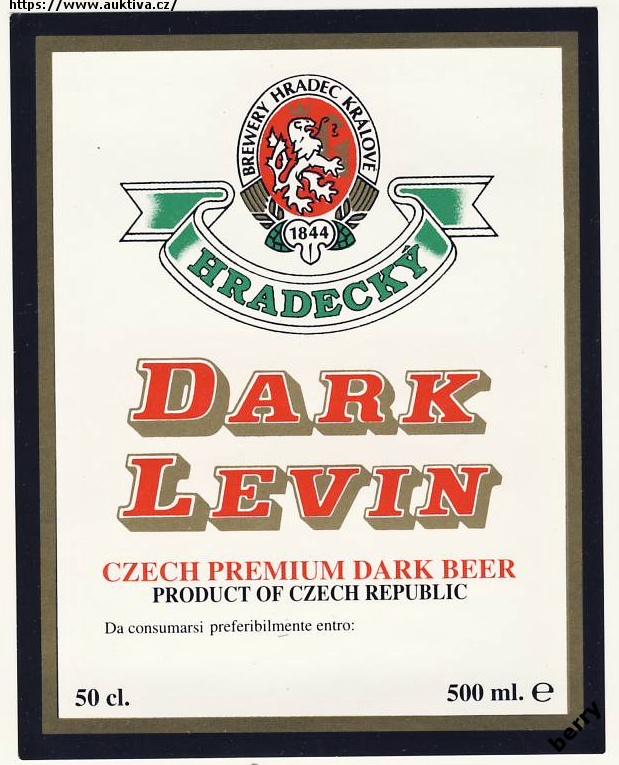 https://www.auktiva.cz/
BREWERY HRADEC KRÁLOVÉ
1844
HRADECKÝ
DARK
LEVIN
CZECH PREMIUM DARK BEER
PRODUCT OF CZECH REPUBLIC
Da consumarsi preferibilmente entro:
50 cl.
500 ml. ℮
berry